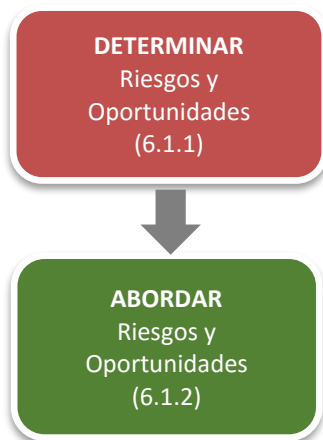 DETERMINAR
Riesgos y
Oportunidades
(6.1.1)
ABORDAR
Riesgos y
Oportunidades
(6.1.2)